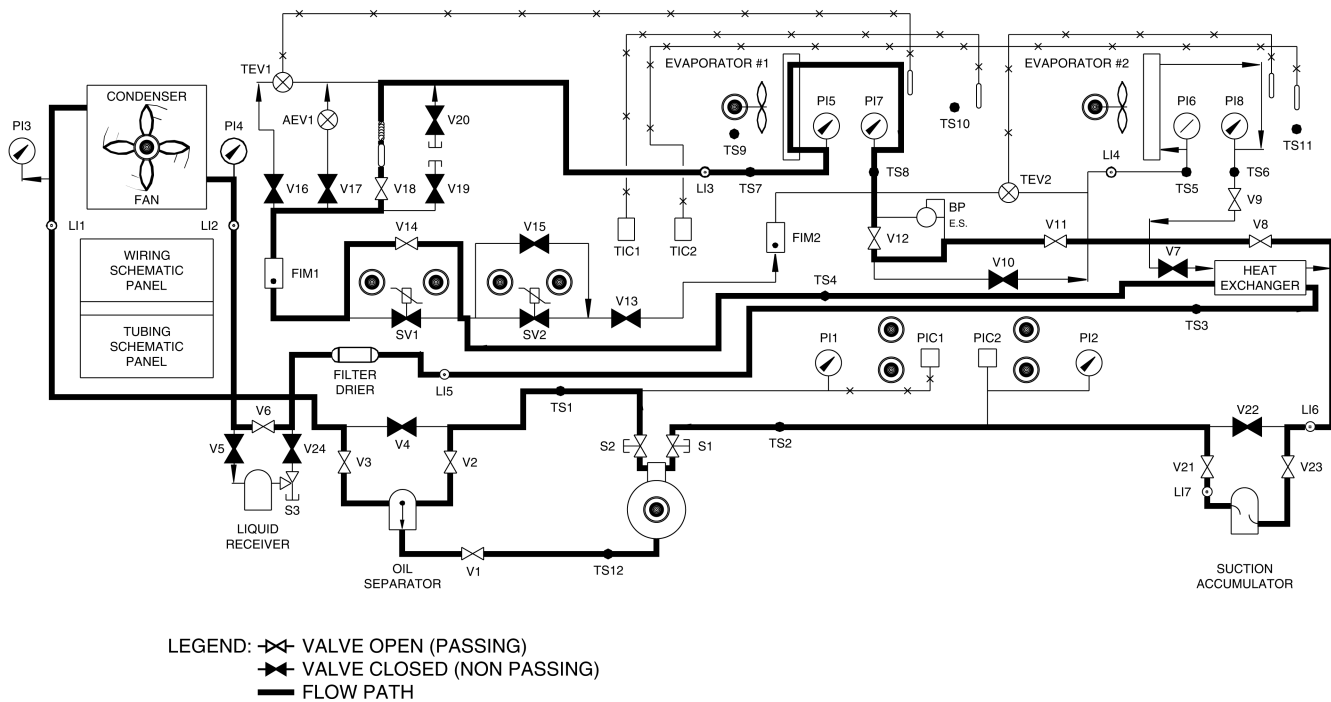 TEV1
EVAPORATOR #1
EVAPORATOR #2
CONDENSER
FAN
PI3
PI4
AEV1
V20
PI5
PI7
TS9
TS10
PI6
PI8
TS11
V16
V17
V18
V19
LI3
TS7
TS8
TEV2
LI4
TS5
TS6
V9
LI1
LI2
V14
V15
TIC1
TIC2
FIM2
BP
E.S.
V12
V11
V8
WIRING
SCHEMATIC
PANEL
FIM1
V10
V7
HEAT
EXCHANGER
TS4
V13
SV1
SV2
TS3
TUBING
SCHEMATIC
PANEL
FILTER
DRIER
LI5
PI1
PIC1
PIC2
PI2
TS1
V6
V5
V24
V4
V3
V2
S2
S1
TS2
V22
LI6
V21
V23
LI7
S3
LIQUID
RECEIVER
V1
TS12
OIL
SEPARATOR
SUCTION
ACCUMULATOR
LEGEND:
VALVE OPEN (PASSING)
VALVE CLOSED (NON PASSING)
FLOW PATH